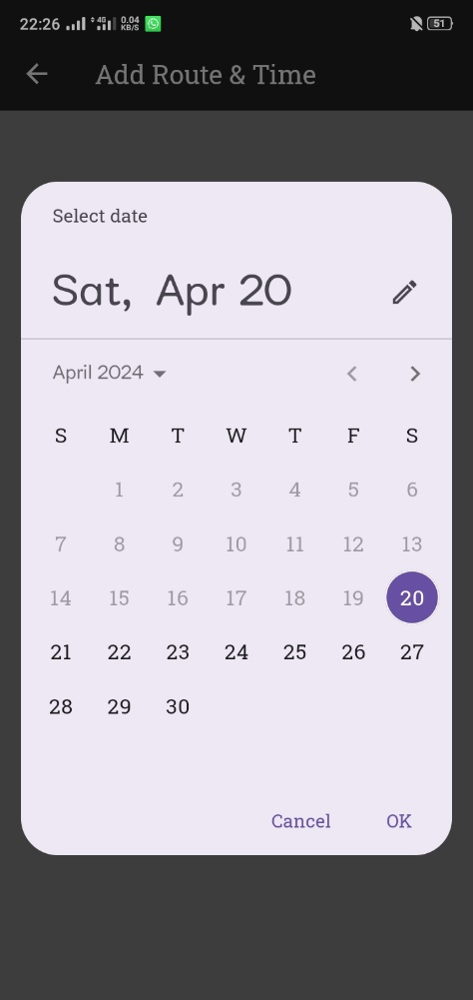 22:26 4G 0.04 KB/S 51
Add Route & Time
Select date
Sat, Apr 20
April 2024
S M T W T F S
1 2 3 4 5 6
7 8 9 10 11 12 13
14 15 16 17 18 19 20
21 22 23 24 25 26 27
28 29 30
Cancel OK